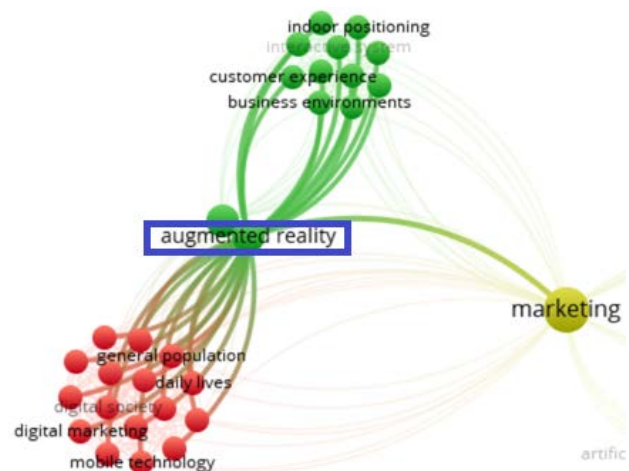 indoor positioning
interactive system
customer experience
business environments
augmented reality
marketing
general population
daily lives
digital society
digital marketing
mobile technology
artific